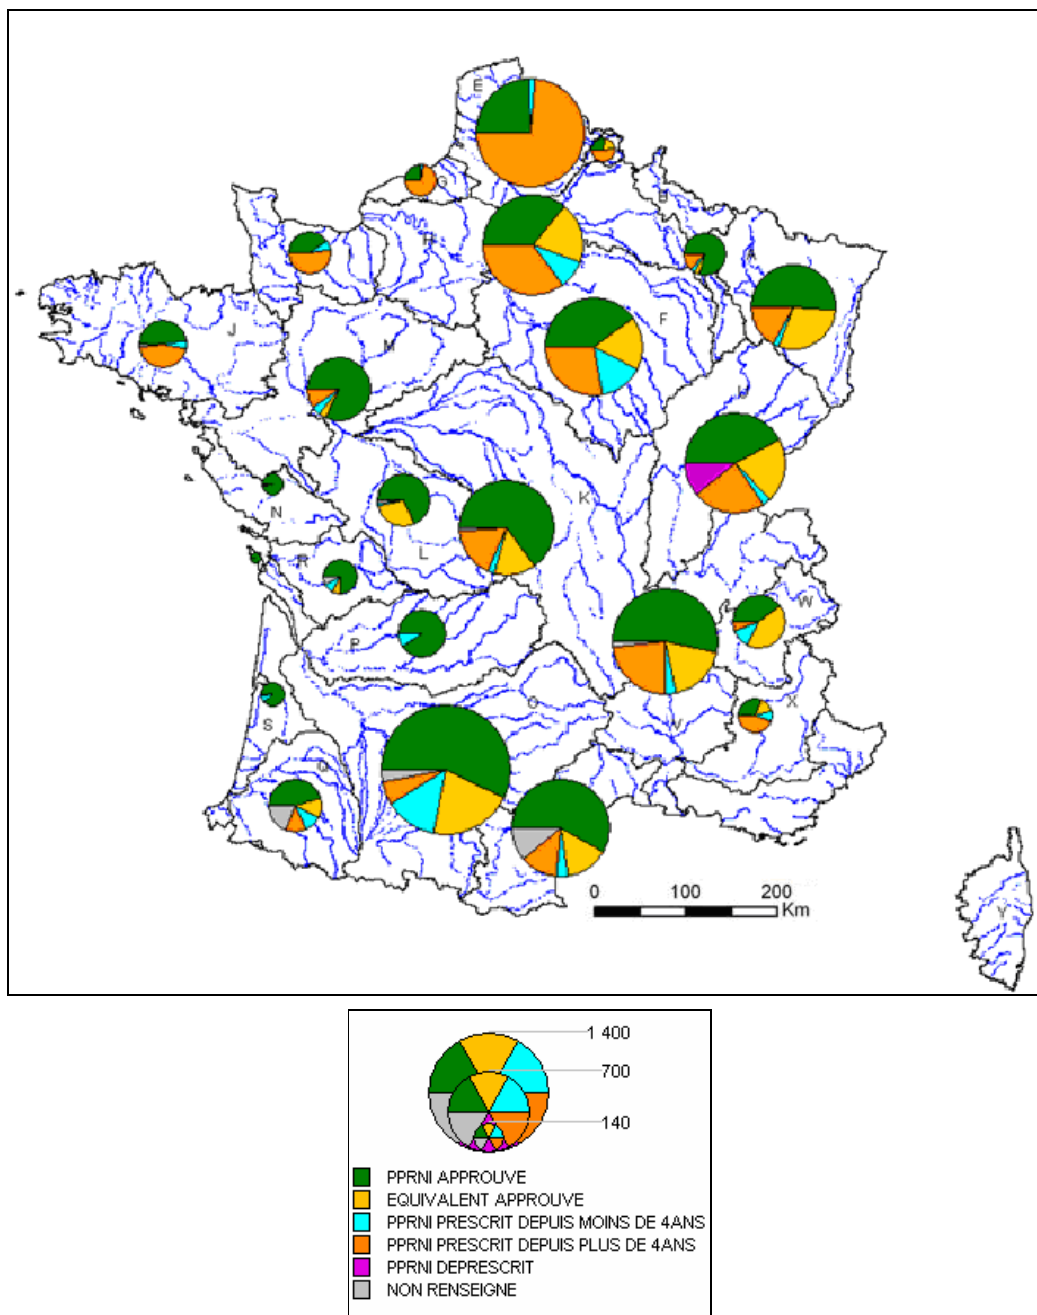 E
G
B
H
F
J
M
I
K
N
L
R
W
P
O
X
V
S
Q
0 100 200
Km
Y
1 400
700
140
PPRNI APPROUVE
EQUIVALENT APPROUVE
PPRNI PRESCRIT DEPUIS MOINS DE 4ANS
PPRNI PRESCRIT DEPUIS PLUS DE 4ANS
PPRNI DEPRESCRIT
NON RENSEIGNE